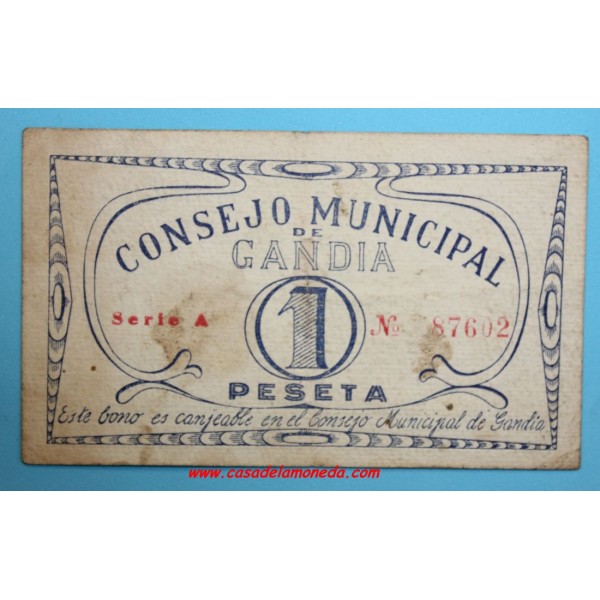 CONSEJO MUNICIPAL
DE
GANDIA
Serie A
1
No 87602
PESETA
Este bono es canjeable en el Consejo Municipal de Gandia.
www.casadelamoneda.com